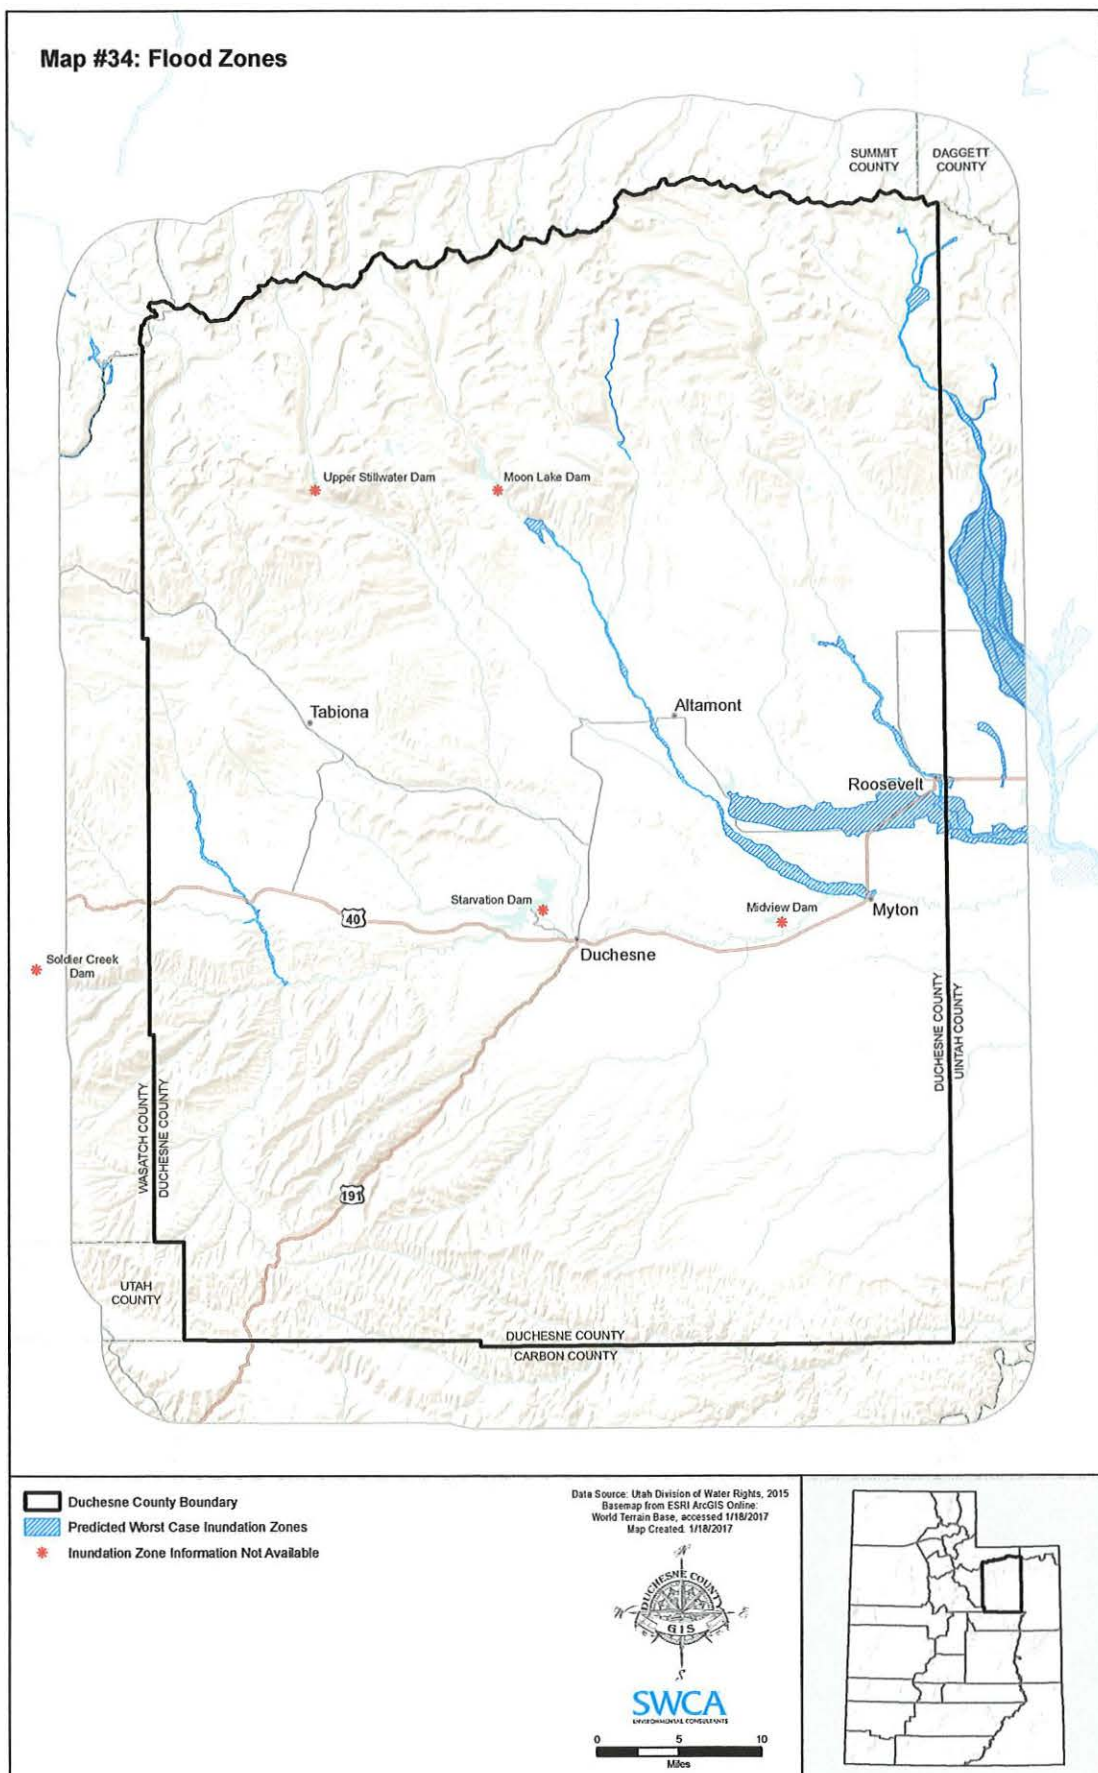 Map #34: Flood Zones
SUMMIT
COUNTY
DAGGETT
COUNTY
Upper Stillwater Dam
Moon Lake Dam
Tabiona
Altamont
Roosevelt
Starvation Dam
40
Midview Dam
Myton
Duchesne
Soldier Creek
Dam
DUCHESNE COUNTY
UINTAH COUNTY
WASATCH COUNTY
DUCHESNE COUNTY
191
UTAH
COUNTY
DUCHESNE COUNTY
CARBON COUNTY
Duchesne County Boundary
Predicted Worst Case Inundation Zones
Inundation Zone Information Not Available
Data Source: Utah Division of Water Rights, 2015
Basemap from ESRI ArcGIS Online:
World Terrain Base, accessed 1/18/2017
Map Created: 1/18/2017
N
DUCHESNE COUNTY
W
E
GIS
S
SWCA
ENVIRONMENTAL CONSULTANTS
0 5 10
Miles